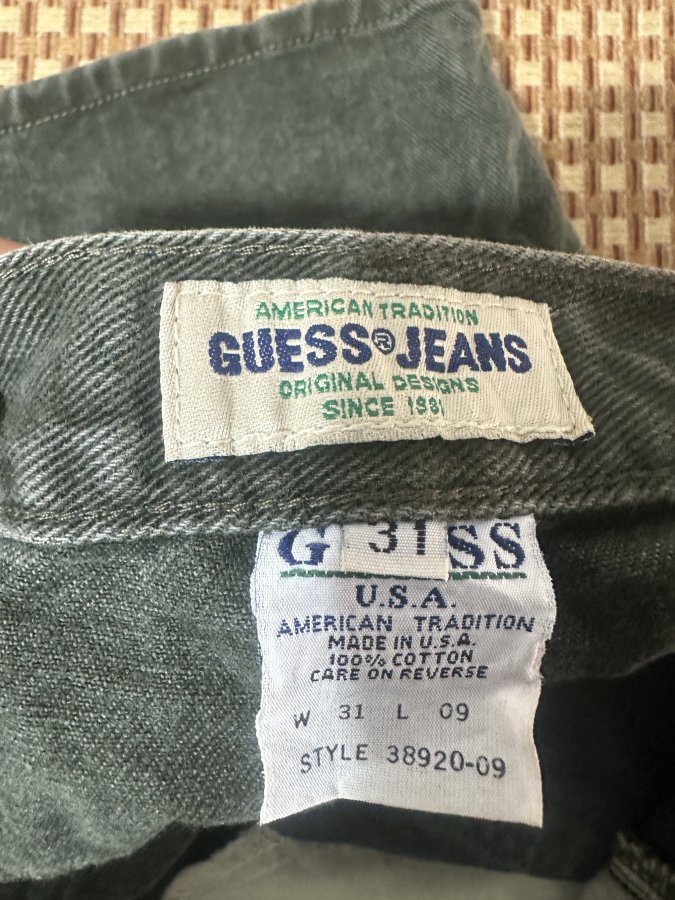 AMERICAN TRADITION
GUESS® JEANS
ORIGINAL DESIGNS
SINCE 1981
G 31 SS
U.S.A.
AMERICAN TRADITION
MADE IN U.S.A.
100% COTTON
CARE ON REVERSE
W 31 L 09
STYLE 38920-09